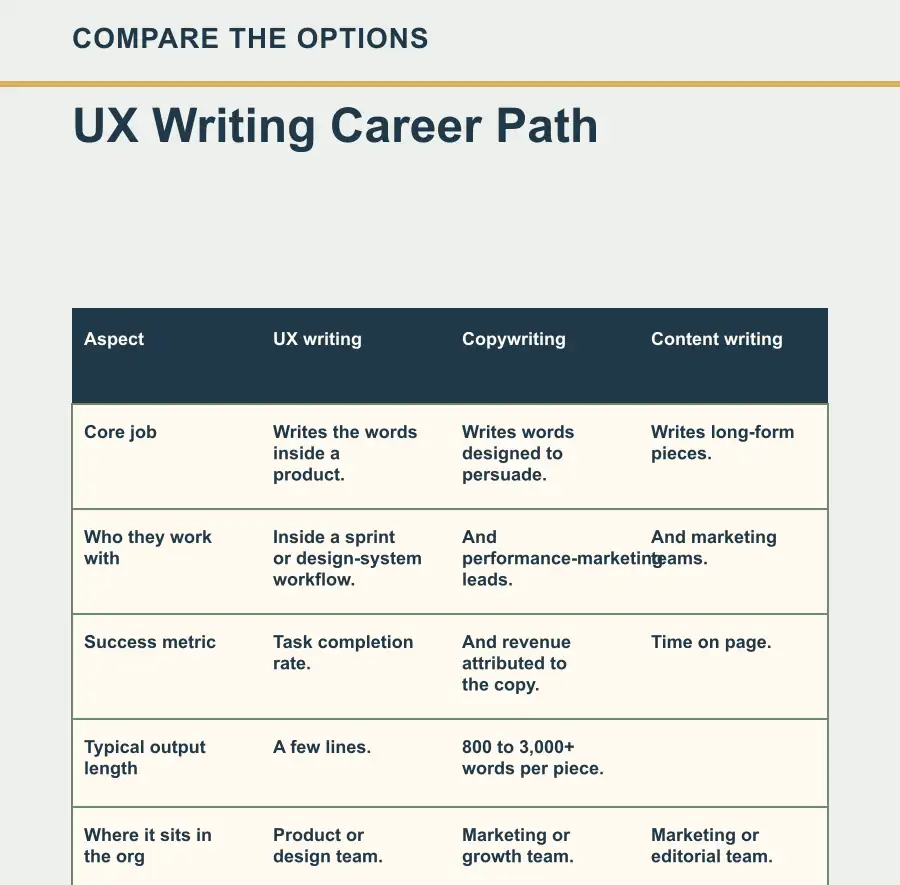 COMPARE THE OPTIONS
UX Writing Career Path
Aspect
UX writing
Copywriting
Content writing
Core job
Writes the words
inside a
product.
Writes words
designed to
persuade.
Writes long-form
pieces.
Who they work
with
Inside a sprint
or design-system
workflow.
And
performance-marketing
leads.
And marketing
teams.
Success metric
Task completion
rate.
And revenue
attributed to
the copy.
Time on page.
Typical output
length
A few lines.
800 to 3,000+
words per piece.
Where it sits in
the org
Product or
design team.
Marketing or
growth team.
Marketing or
editorial team.